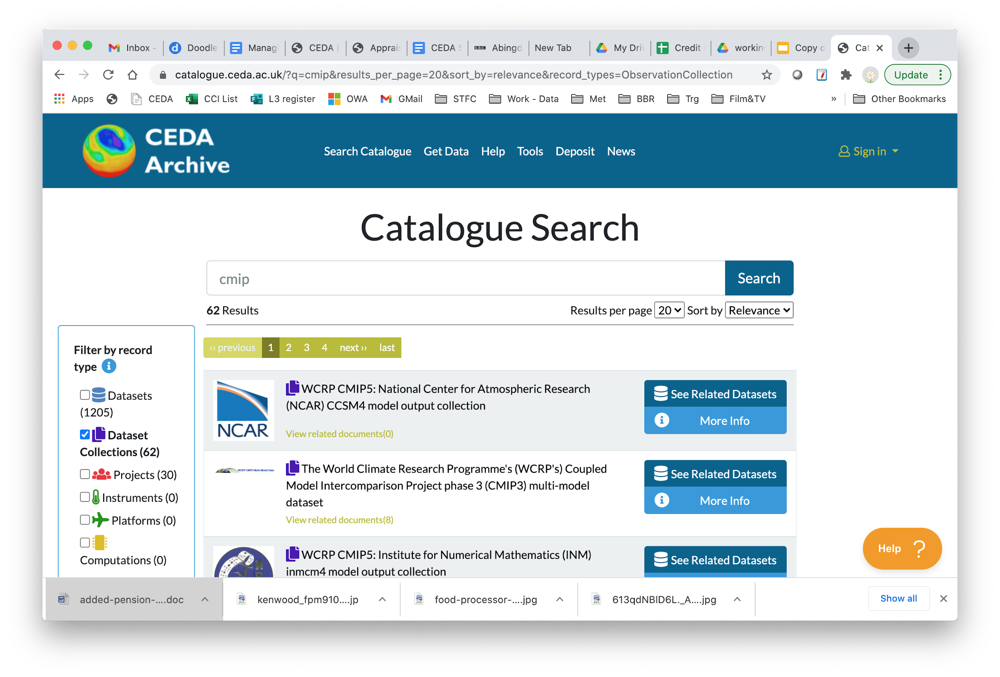 Inbox -
Doodle
Managi
CEDA |
Apprais
CEDA S
BBC
Abingd
New Tab
My Driv
Credit
working
Copy o
Cat
catalogue.ceda.ac.uk/?q=cmip&results_per_page=20&sort_by=relevance&record_types=ObservationCollection
Update
Apps
CEDA
CCI List
L3 register
OWA
GMail
STFC
Work - Data
Met
BBR
Trg
Film&TV
»
Other Bookmarks
CEDA
Archive
Search Catalogue
Get Data
Help
Tools
Deposit
News
Sign in
Catalogue Search
cmip
Search
62 Results
Results per page 20 Sort by Relevance
‹‹ previous 1 2 3 4 next ›› last
Filter by record
type
Datasets
(1205)
Dataset
Collections (62)
Projects (30)
Instruments (0)
Platforms (0)
Computations (0)
NCAR
WCRP CMIP5: National Center for Atmospheric Research
(NCAR) CCSM4 model output collection
View related documents(0)
See Related Datasets
More Info
WCRP CMIP3 Multi-Model Data
The World Climate Research Programme's (WCRP's) Coupled
Model Intercomparison Project phase 3 (CMIP3) multi-model
dataset
View related documents(8)
See Related Datasets
More Info
WCRP CMIP5: Institute for Numerical Mathematics (INM)
inmcm4 model output collection
See Related Datasets
Help ?
added-pension-....doc
kenwood_fpm910....jp
food-processor-....jpg
613qdNBlD6L._A....jpg
Show all